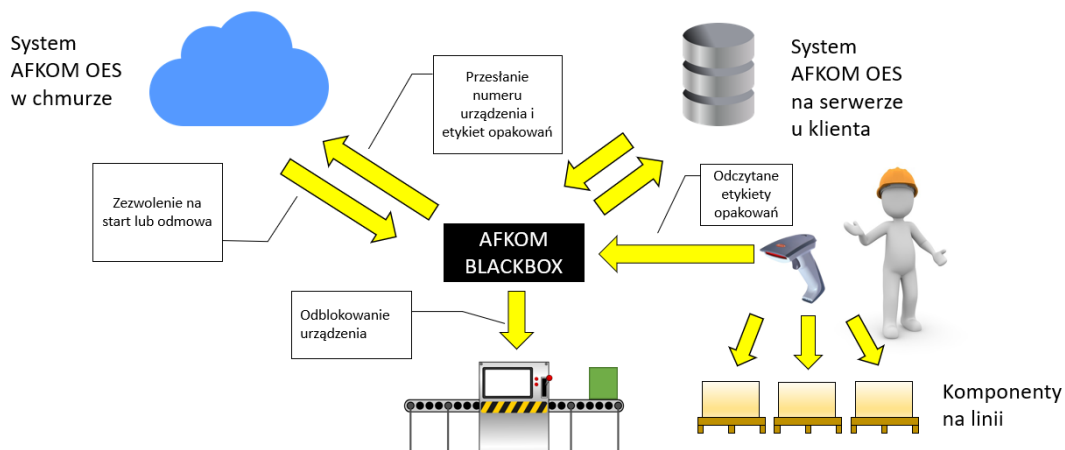 System
AFKOM OES
w chmurze
Przesłanie
numeru
urządzenia i
etykiet opakowań
System
AFKOM OES
na serwerze
u klienta
Zezwolenie na
start lub odmowa
Odczytane
etykiety
opakowań
AFKOM
BLACKBOX
Odblokowanie
urządzenia
Komponenty
na linii